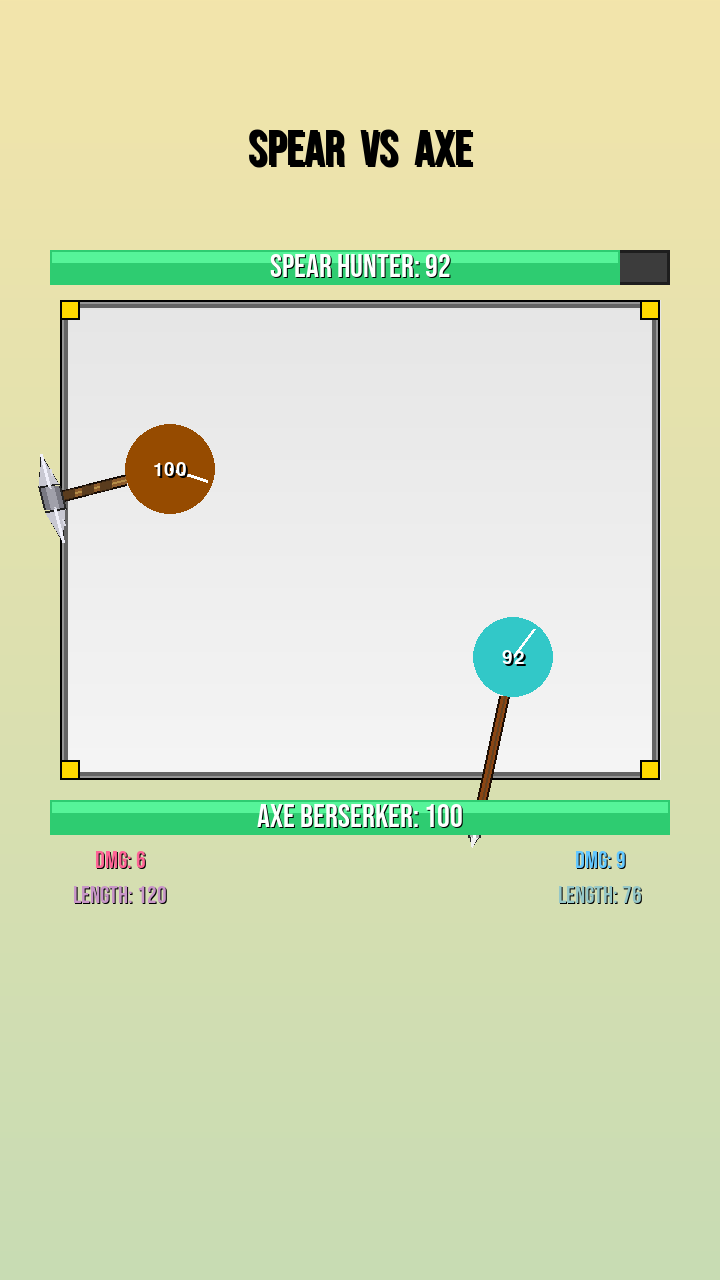 SPEAR VS AXE
SPEAR HUNTER: 92
100
92
AXE BERSERKER: 100
DMG: 6
DMG: 9
LENGTH: 120
LENGTH: 76